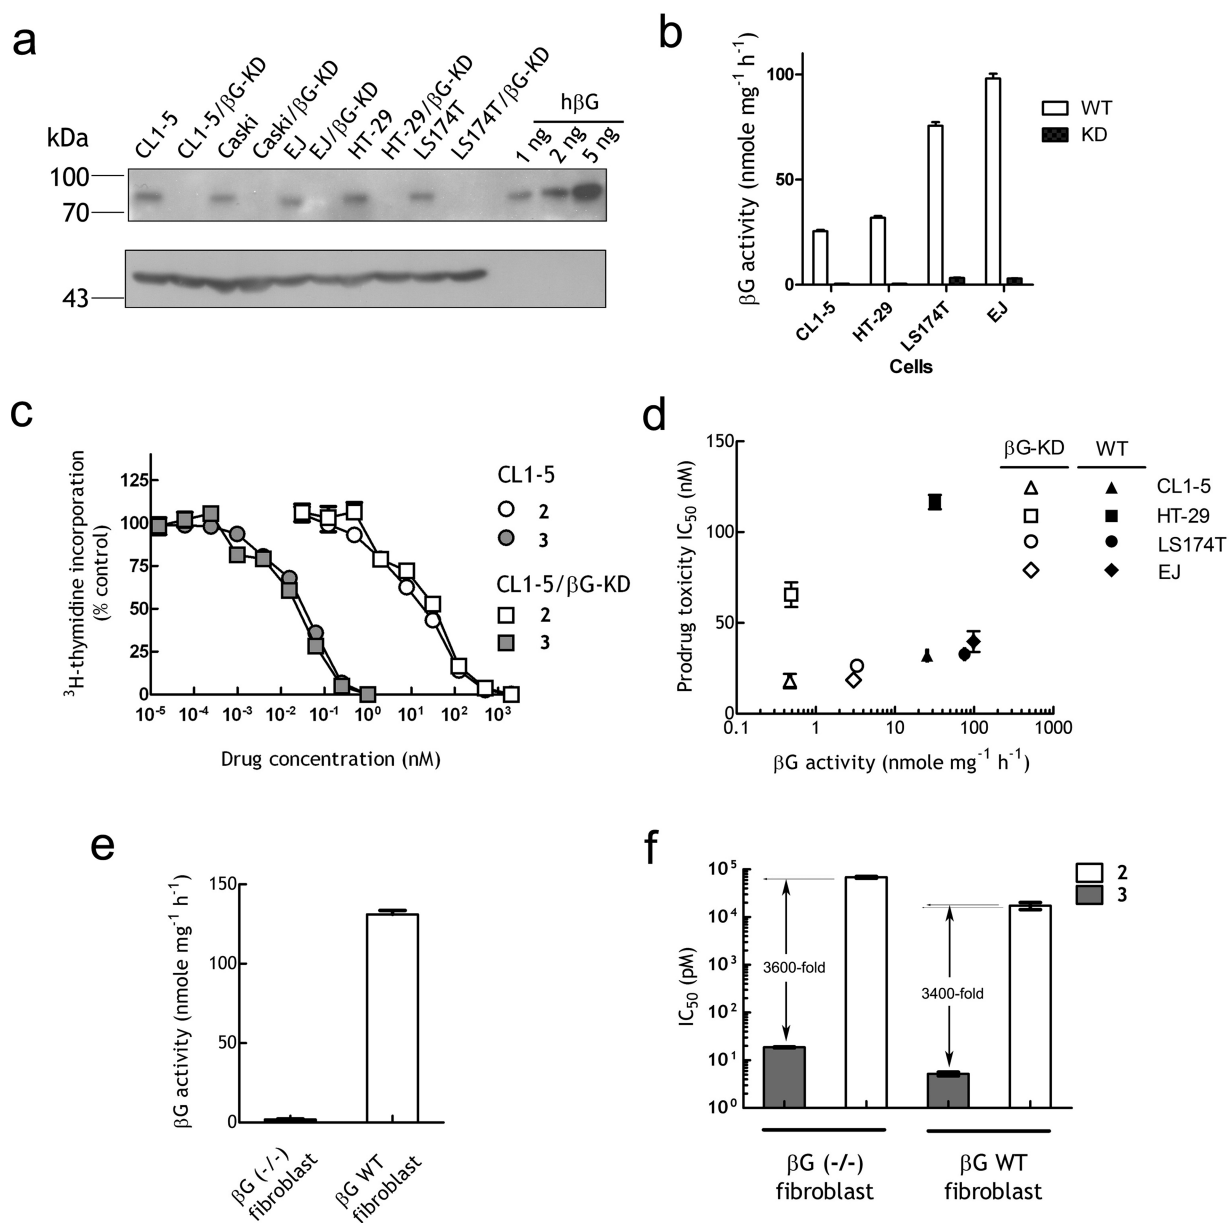 a
kDa
CL1-5
CL1-5/βG-KD
Caski
Caski/βG-KD
EJ
EJ/βG-KD
HT-29
HT-29/βG-KD
LS174T
LS174T/βG-KD
hβG
1 ng
2 ng
5 ng
100
70
43
b
βG activity (nmole mg⁻¹ h⁻¹)
100
50
0
CL1-5
HT-29
LS174T
EJ
Cells
WT
KD
c
³H-thymidine incorporation
(% control)
125
100
75
50
25
0
10⁻⁵ 10⁻⁴ 10⁻³ 10⁻² 10⁻¹ 10⁰ 10¹ 10² 10³
Drug concentration (nM)
CL1-5
2
3
CL1-5/βG-KD
2
3
d
Prodrug toxicity IC₅₀ (nM)
150
100
50
0
0.1 1 10 100 1000
βG activity (nmole mg⁻¹ h⁻¹)
βG-KD WT
CL1-5
HT-29
LS174T
EJ
e
βG activity (nmole mg⁻¹ h⁻¹)
150
100
50
0
βG (-/-)
fibroblast
βG WT
fibroblast
f
IC₅₀ (pM)
10⁵
10⁴
10³
10²
10¹
10⁰
3600-fold
3400-fold
2
3
βG (-/-)
fibroblast
βG WT
fibroblast